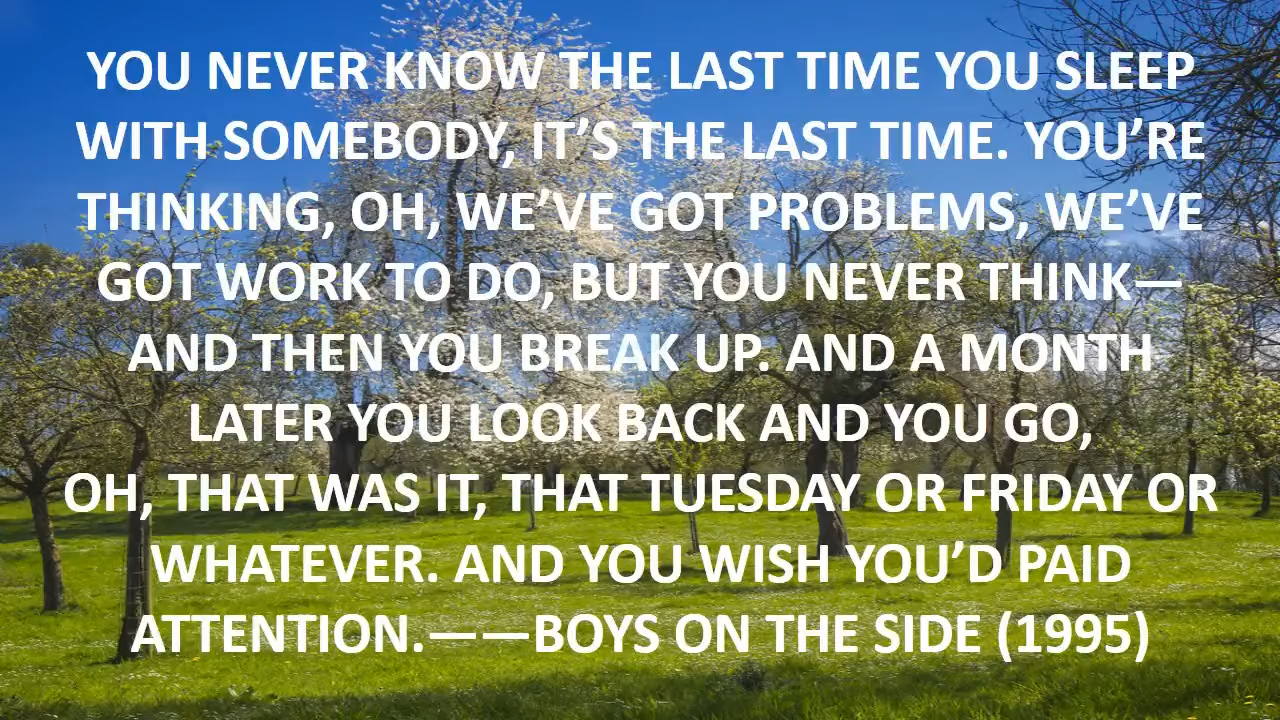 YOU NEVER KNOW THE LAST TIME YOU SLEEP
WITH SOMEBODY, IT’S THE LAST TIME. YOU’RE
THINKING, OH, WE’VE GOT PROBLEMS, WE’VE
GOT WORK TO DO, BUT YOU NEVER THINK—
AND THEN YOU BREAK UP. AND A MONTH
LATER YOU LOOK BACK AND YOU GO,
OH, THAT WAS IT, THAT TUESDAY OR FRIDAY OR
WHATEVER. AND YOU WISH YOU’D PAID
ATTENTION.——BOYS ON THE SIDE (1995)